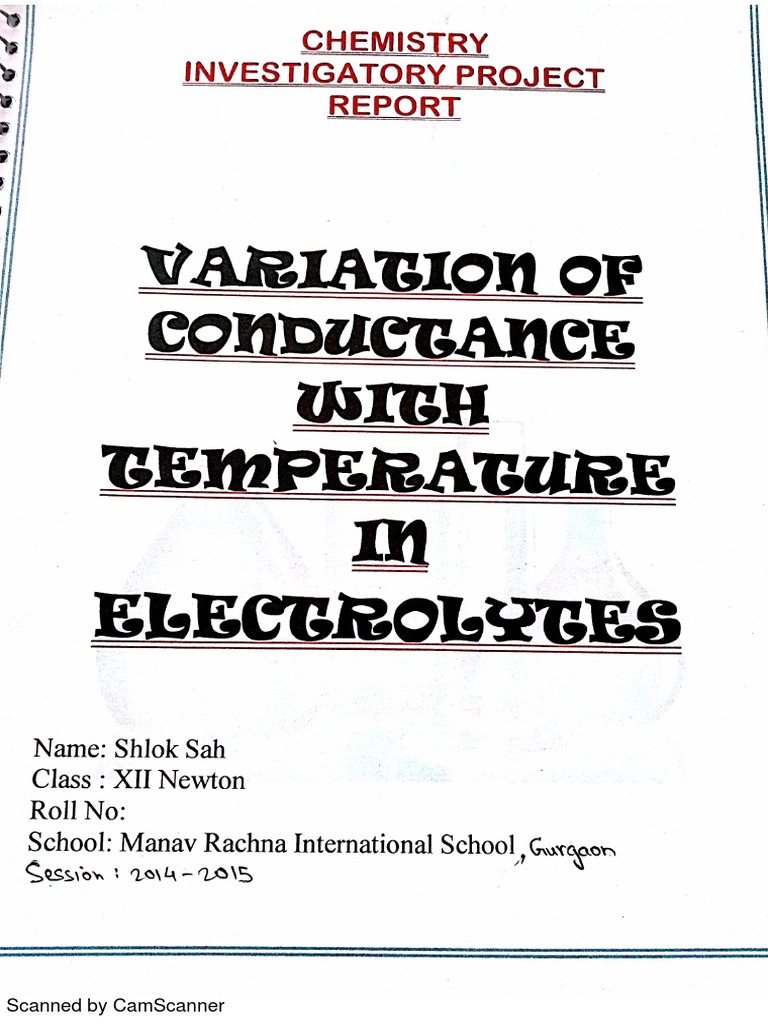 CHEMISTRY
INVESTIGATORY PROJECT
REPORT
VARIATION OF
CONDUCTANCE
WITH
TEMPERATURE
IN
ELECTROLYTES
Name: Shlok Sah
Class : XII Newton
Roll No:
School: Manav Rachna International School, Gurgaon
Session : 2014-2015
Scanned by CamScanner